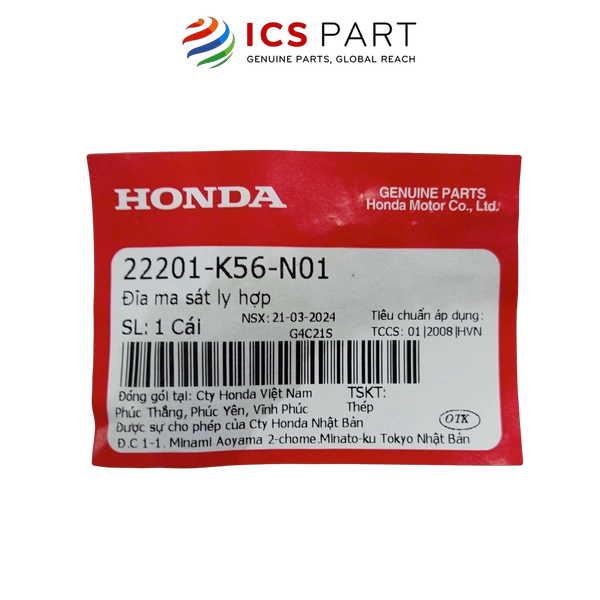 ICS PART
GENUINE PARTS, GLOBAL REACH
HONDA
GENUINE PARTS
Honda Motor Co., Ltd.
22201-K56-N01
Đĩa ma sát ly hợp
SL: 1 Cái
NSX: 21-03-2024
G4C21S
Tiêu chuẩn áp dụng:
TCCS: 01|2008|HVN
Đóng gói tại: Cty Honda Việt Nam
TSKT:
Phúc Thắng, Phúc Yên, Vĩnh Phúc
Thép
Được sự cho phép của Cty Honda Nhật Bản
Đ.C 1-1. Minami Aoyama 2-chome.Minato-ku Tokyo Nhật Bản
OTK